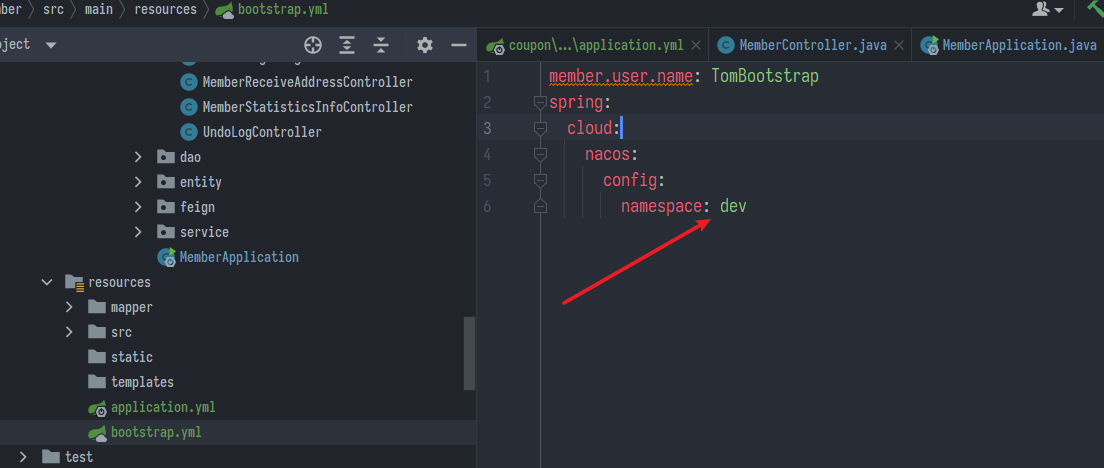 mber src main resources bootstrap.yml
oject
coupon\...\application.yml MemberController.java MemberApplication.java
MemberReceiveAddressController
MemberStatisticsInfoController
UndoLogController
dao
entity
feign
service
MemberApplication
resources
mapper
src
static
templates
application.yml
bootstrap.yml
test
1 member.user.name: TomBootstrap
2 spring:
3 cloud:
4 nacos:
5 config:
6 namespace: dev